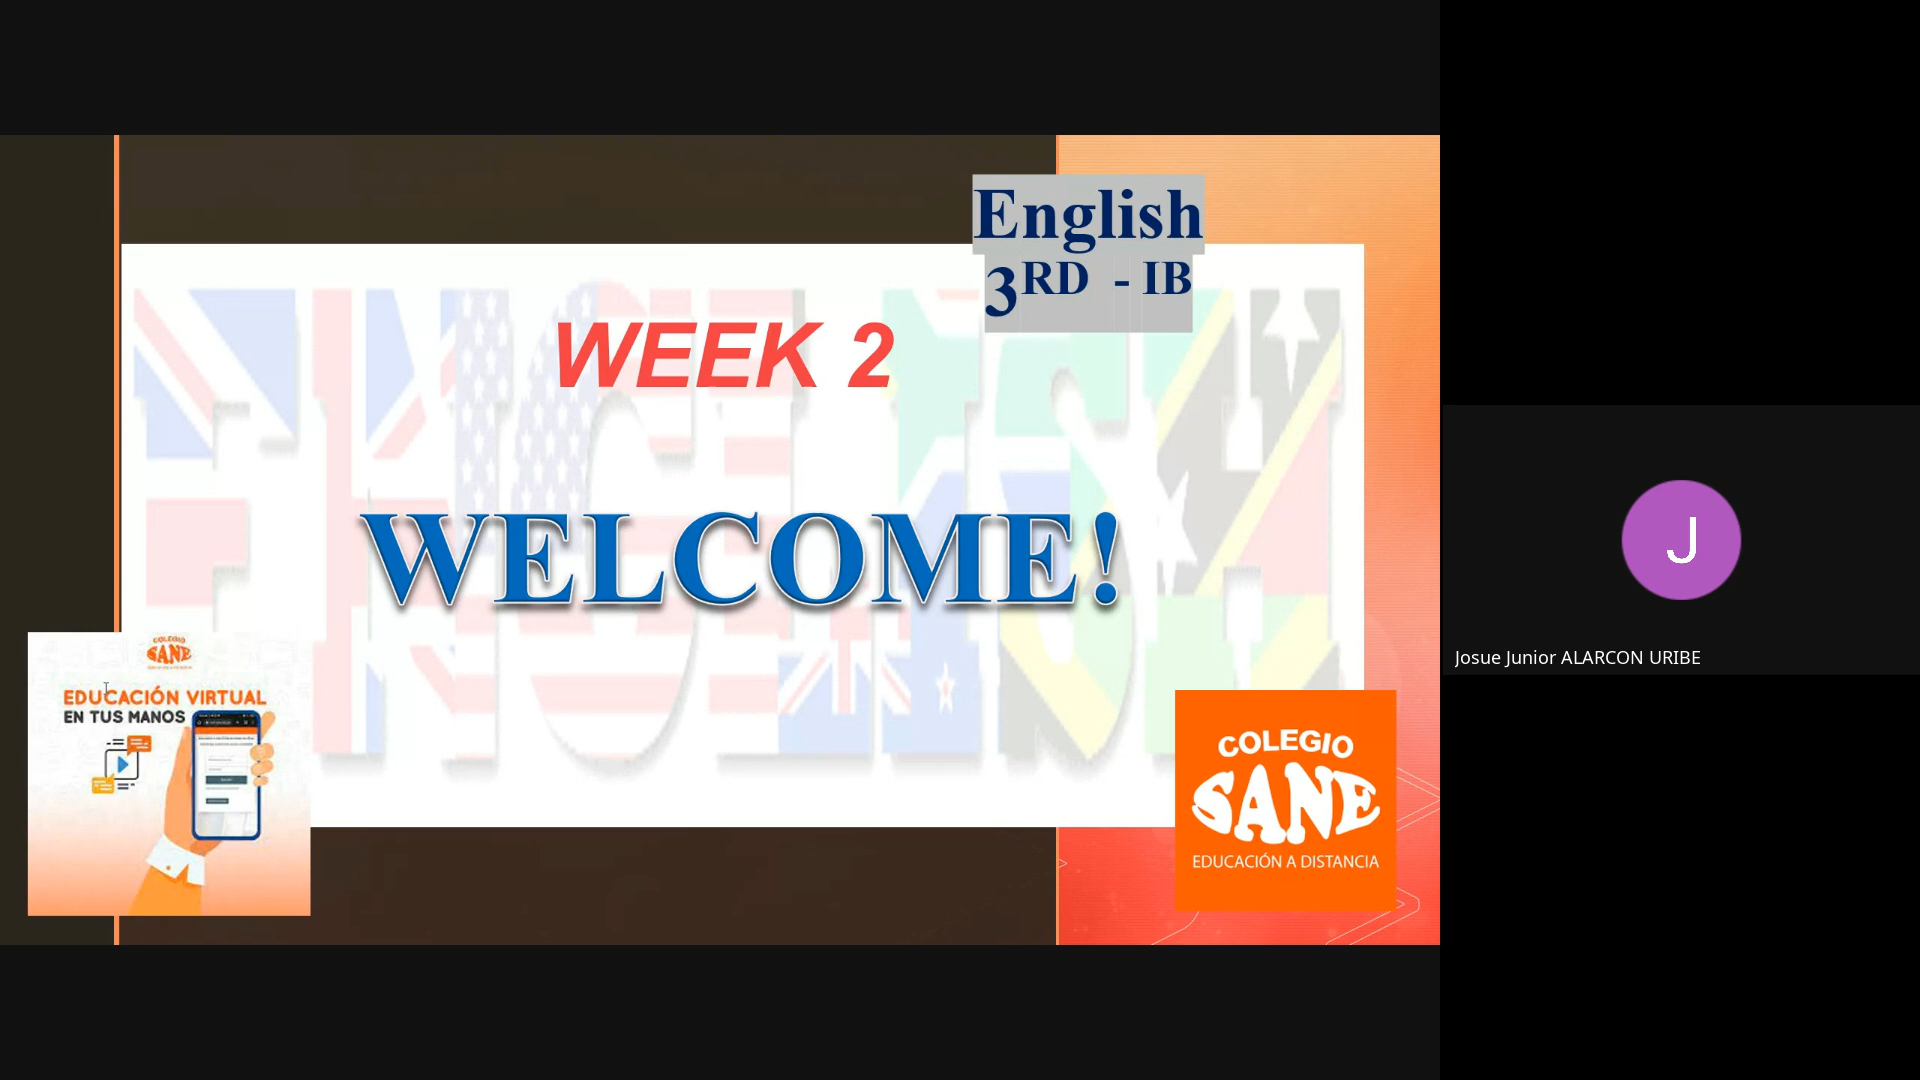 English
3RD - IB
WEEK 2
WELCOME!
COLEGIO
SANE
EDUCACIÓN VIRTUAL
EN TUS MANOS
COLEGIO
SANE
EDUCACIÓN A DISTANCIA
J
Josue Junior ALARCON URIBE